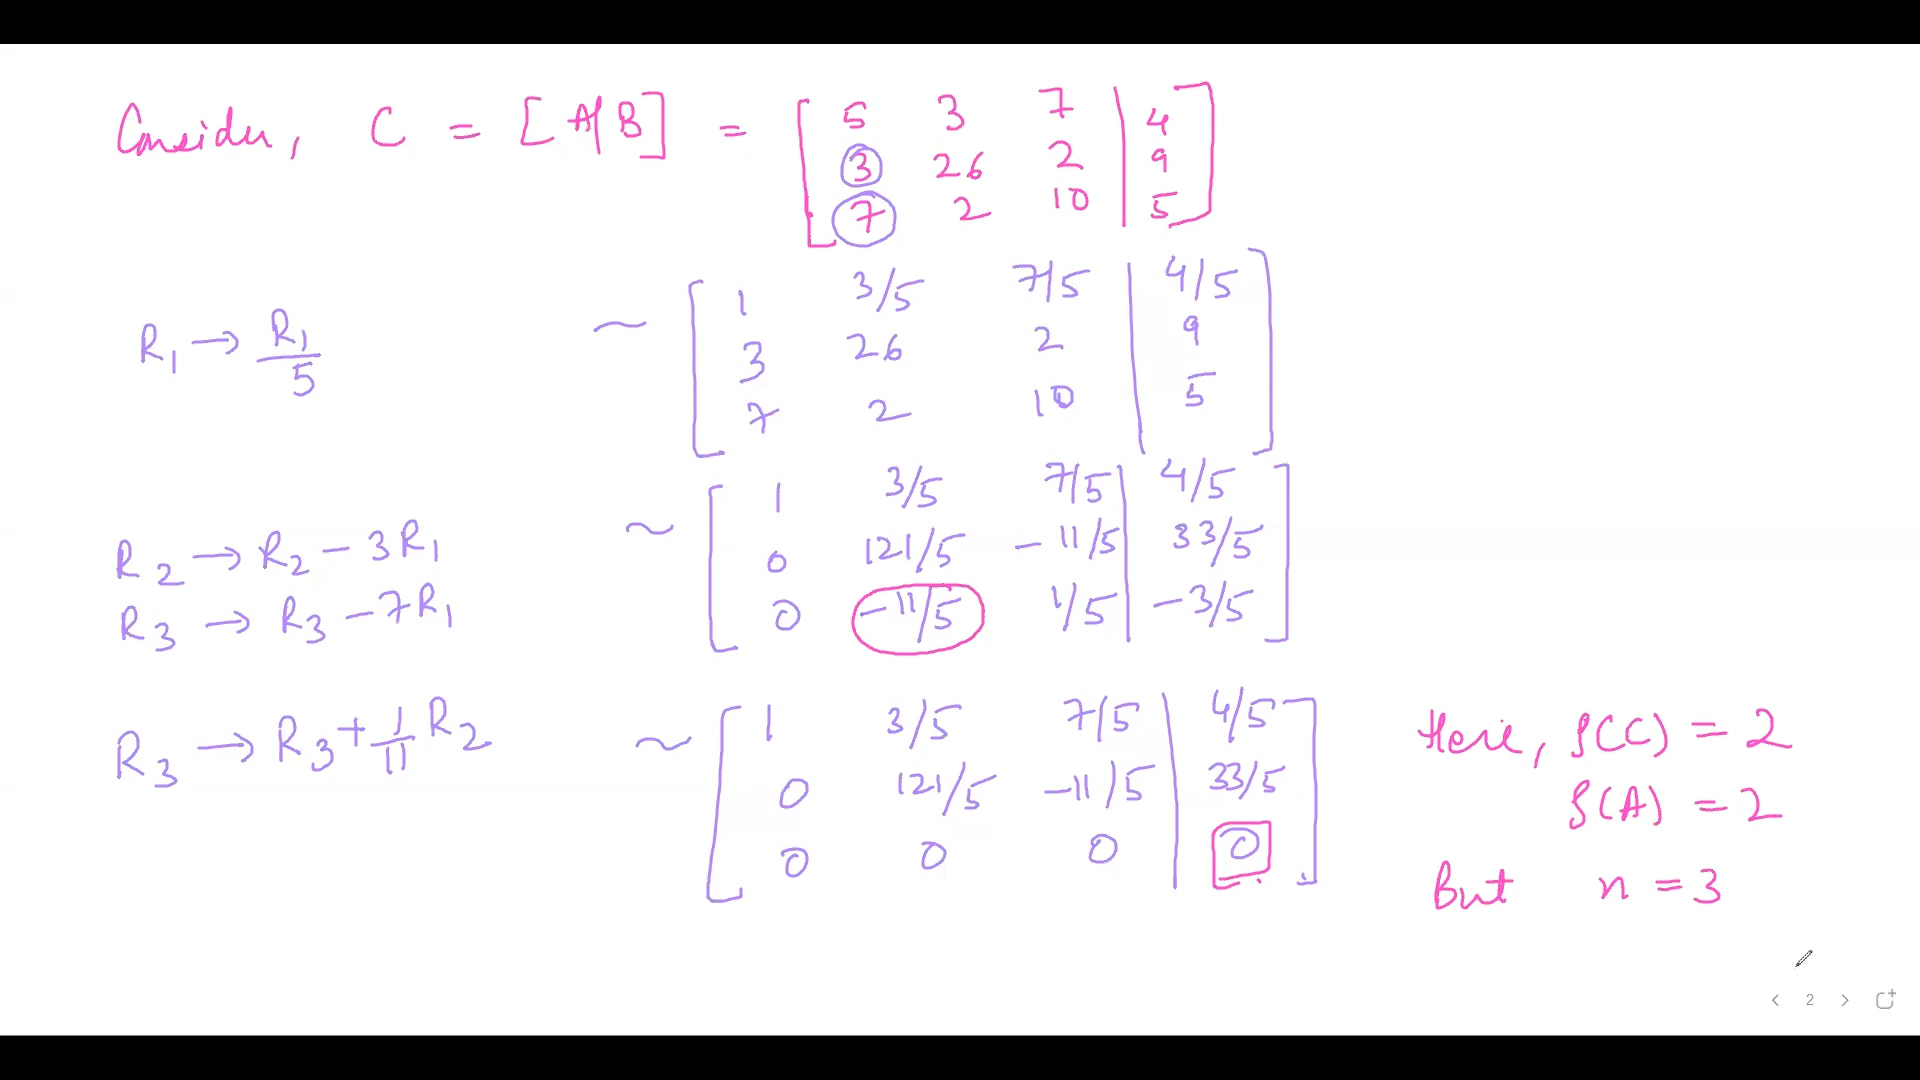 Consider, C = [A|B] = [ 5 3 7 | 4 ]
3 26 2 | 9
7 2 10 | 5
R₁ → R₁/5 ~ [ 1 3/5 7/5 | 4/5 ]
3 26 2 | 9
7 2 10 | 5
R₂ → R₂ - 3R₁ ~ [ 1 3/5 7/5 | 4/5 ]
0 121/5 -11/5 | 33/5
R₃ → R₃ - 7R₁ 0 -11/5 1/5 | -3/5
R₃ → R₃ + 1/11 R₂ ~ [ 1 3/5 7/5 | 4/5 ]
0 121/5 -11/5 | 33/5
0 0 0 | 0
Here, ρ(C) = 2
ρ(A) = 2
But n = 3
< 2 >